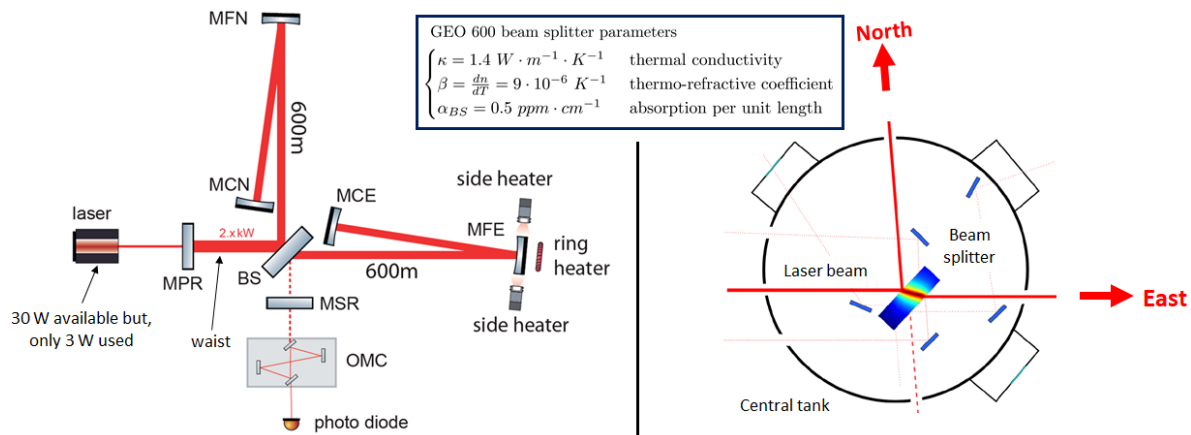 MFN
600m
MCN
laser
2.x kW
MPR
BS
30 W available but,
only 3 W used
waist
MSR
OMC
photo diode
MCE
600m
side heater
MFE
ring
heater
side heater
GEO 600 beam splitter parameters
κ = 1.4 W · m⁻¹ · K⁻¹ thermal conductivity
β = dn/dT = 9 · 10⁻⁶ K⁻¹ thermo-refractive coefficient
α_BS = 0.5 ppm · cm⁻¹ absorption per unit length
North
Beam
splitter
Laser beam
East
Central tank